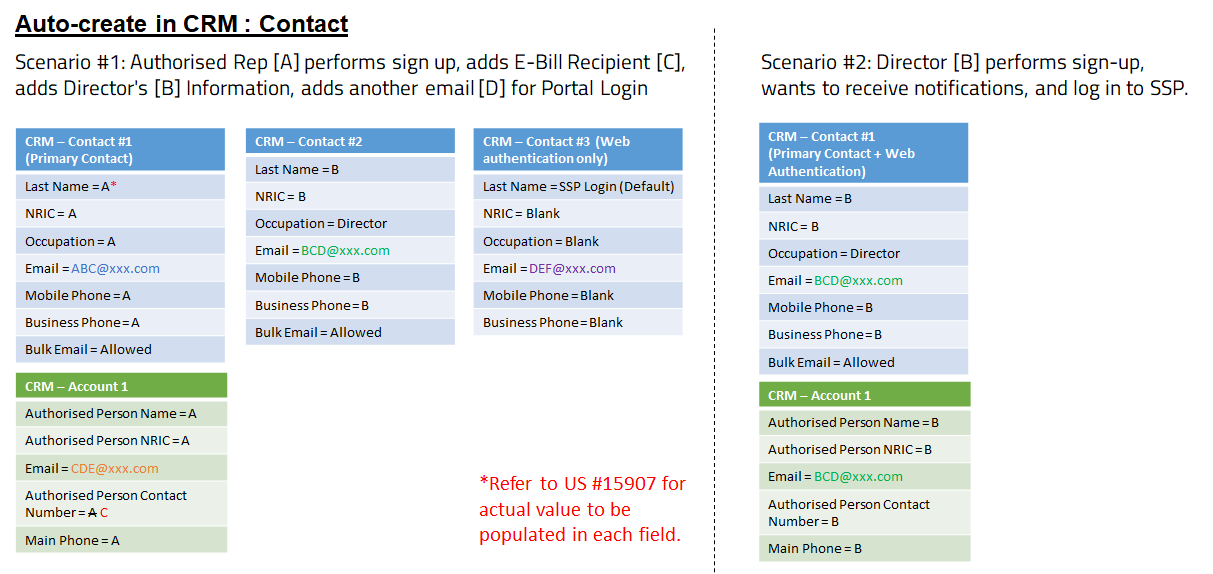 Auto-create in CRM : Contact
Scenario #1: Authorised Rep [A] performs sign up, adds E-Bill Recipient [C],
adds Director's [B] Information, adds another email [D] for Portal Login
CRM – Contact #1
(Primary Contact)
Last Name = A*
NRIC = A
Occupation = A
Email = ABC@xxx.com
Mobile Phone = A
Business Phone = A
Bulk Email = Allowed
CRM – Account 1
Authorised Person Name = A
Authorised Person NRIC = A
Email = CDE@xxx.com
Authorised Person Contact
Number = A C
Main Phone = A
CRM – Contact #2
Last Name = B
NRIC = B
Occupation = Director
Email = BCD@xxx.com
Mobile Phone = B
Business Phone = B
Bulk Email = Allowed
CRM – Contact #3 (Web
authentication only)
Last Name = SSP Login (Default)
NRIC = Blank
Occupation = Blank
Email = DEF@xxx.com
Mobile Phone = Blank
Business Phone = Blank
*Refer to US #15907 for
actual value to be
populated in each field.
Scenario #2: Director [B] performs sign-up,
wants to receive notifications, and log in to SSP.
CRM – Contact #1
(Primary Contact + Web
Authentication)
Last Name = B
NRIC = B
Occupation = Director
Email = BCD@xxx.com
Mobile Phone = B
Business Phone = B
Bulk Email = Allowed
CRM – Account 1
Authorised Person Name = B
Authorised Person NRIC = B
Email = BCD@xxx.com
Authorised Person Contact
Number = B
Main Phone = B